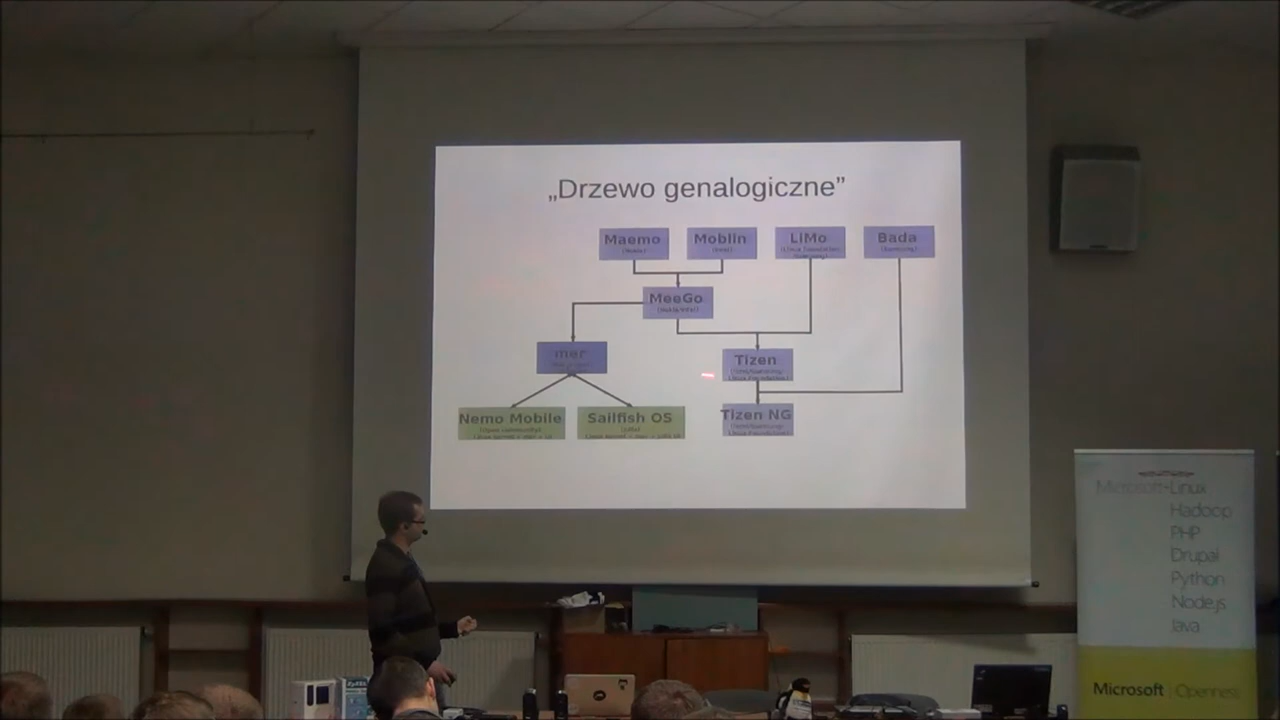 „Drzewo genalogiczne”
Maemo
Moblin
LiMo
Bada
MeeGo
mer
Tizen
Nemo Mobile
Sailfish OS
Tizen NG
Microsoft-Linux
Hadoop
PHP
Drupal
Python
Node.js
Java
Microsoft | Openness